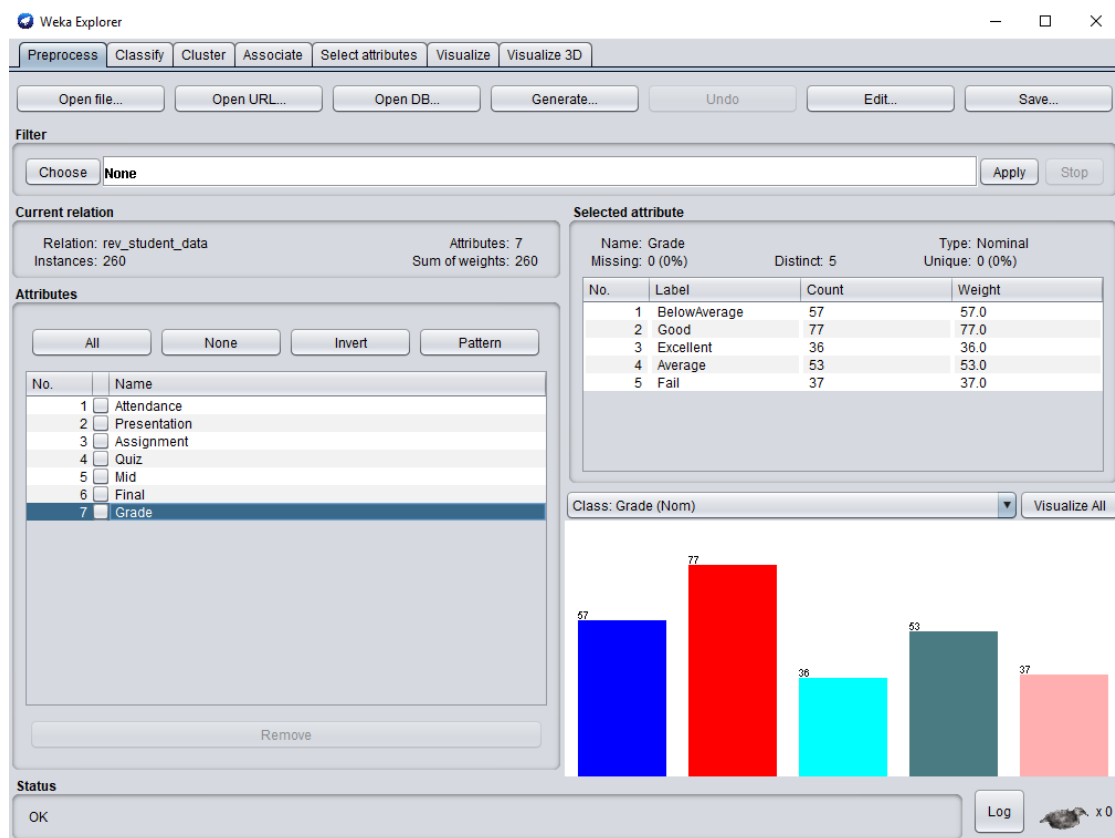 Weka Explorer
Preprocess Classify Cluster Associate Select attributes Visualize Visualize 3D
Open file... Open URL... Open DB... Generate... Undo Edit... Save...
Filter
Choose None Apply Stop
Current relation
Relation: rev_student_data Attributes: 7
Instances: 260 Sum of weights: 260
Attributes
All None Invert Pattern
No. Name
1 Attendance
2 Presentation
3 Assignment
4 Quiz
5 Mid
6 Final
7 Grade
Remove
Selected attribute
Name: Grade Type: Nominal
Missing: 0 (0%) Distinct: 5 Unique: 0 (0%)
No. Label Count Weight
1 BelowAverage 57 57.0
2 Good 77 77.0
3 Excellent 36 36.0
4 Average 53 53.0
5 Fail 37 37.0
Class: Grade (Nom) Visualize All
57 77 36 53 37
Status
OK Log x 0